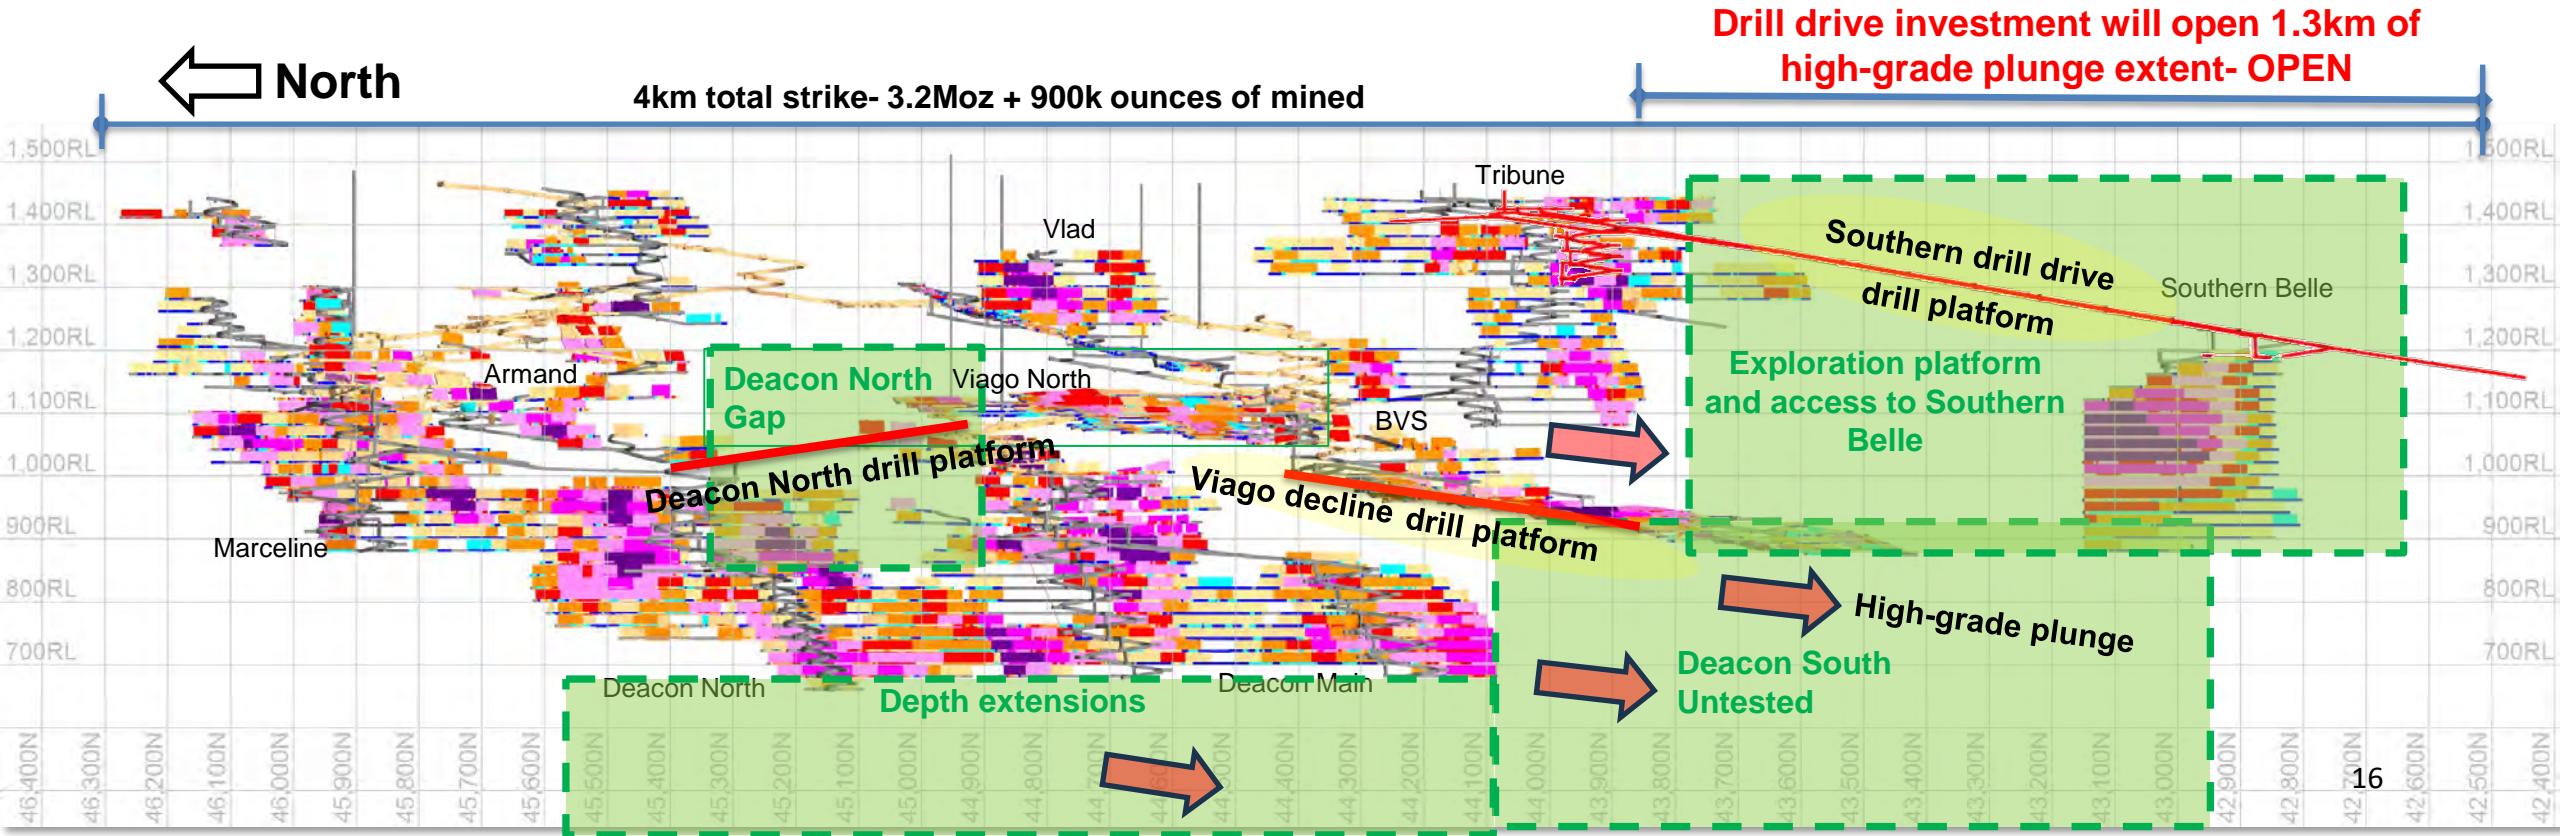 Drill drive investment will open 1.3km of
high-grade plunge extent- OPEN
North
4km total strike- 3.2Moz + 900k ounces of mined
1,500RL
1,500RL
Tribune
1,400RL
1,400RL
Vlad
Southern drill drive
drill platform
1,300RL
1,300RL
Southern Belle
1,200RL
1,200RL
Armand
Deacon North
Gap
Viago North
Exploration platform
and access to Southern
Belle
1,100RL
1,100RL
BVS
1,000RL
1,000RL
Deacon North drill platform
Viago decline drill platform
900RL
900RL
Marceline
800RL
800RL
High-grade plunge
700RL
700RL
Deacon South
Untested
Deacon North
Depth extensions
Deacon Main
46,400N
46,300N
46,200N
46,100N
46,000N
45,900N
45,800N
45,700N
45,600N
45,500N
45,400N
45,300N
45,200N
45,100N
45,000N
44,900N
44,800N
44,700N
44,600N
44,400N
44,300N
44,200N
44,100N
44,000N
43,900N
43,800N
43,700N
43,600N
43,500N
43,400N
43,300N
43,200N
43,100N
43,000N
42,900N
42,800N
42,700N
42,600N
42,500N
42,400N
16